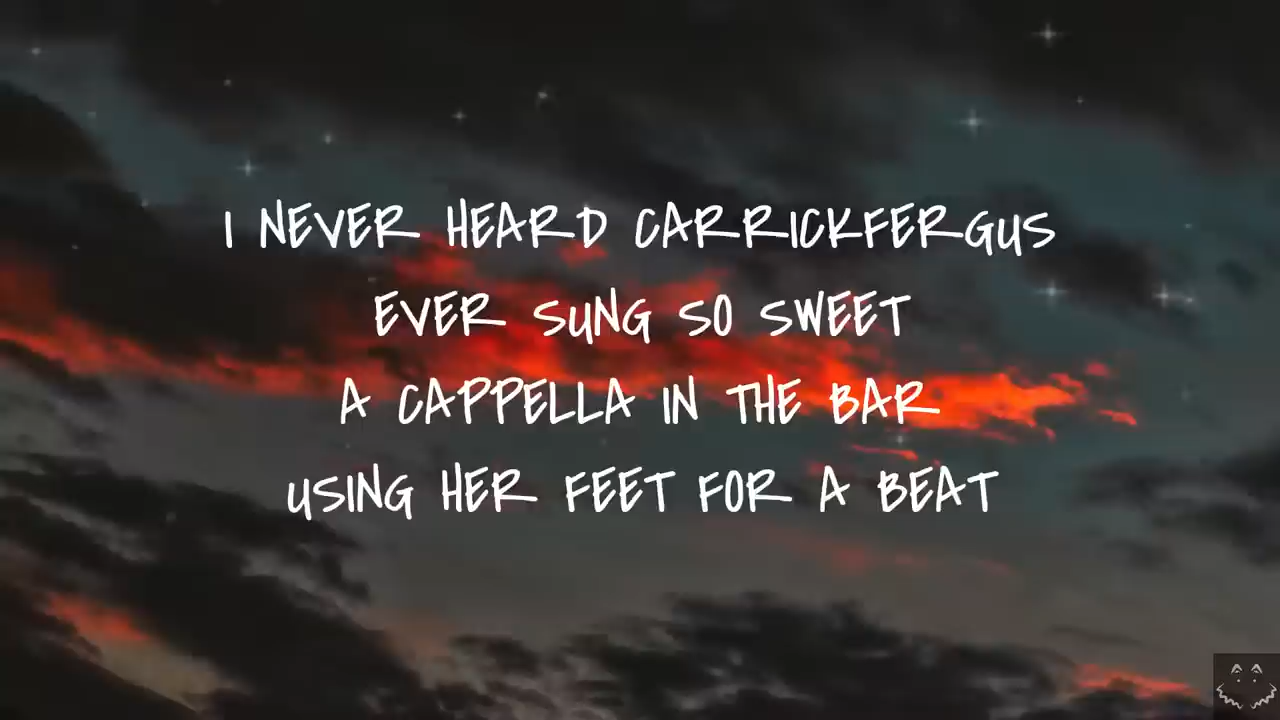 I NEVER HEARD CARRICKFERGUS
EVER SUNG SO SWEET
A CAPPELLA IN THE BAR
USING HER FEET FOR A BEAT